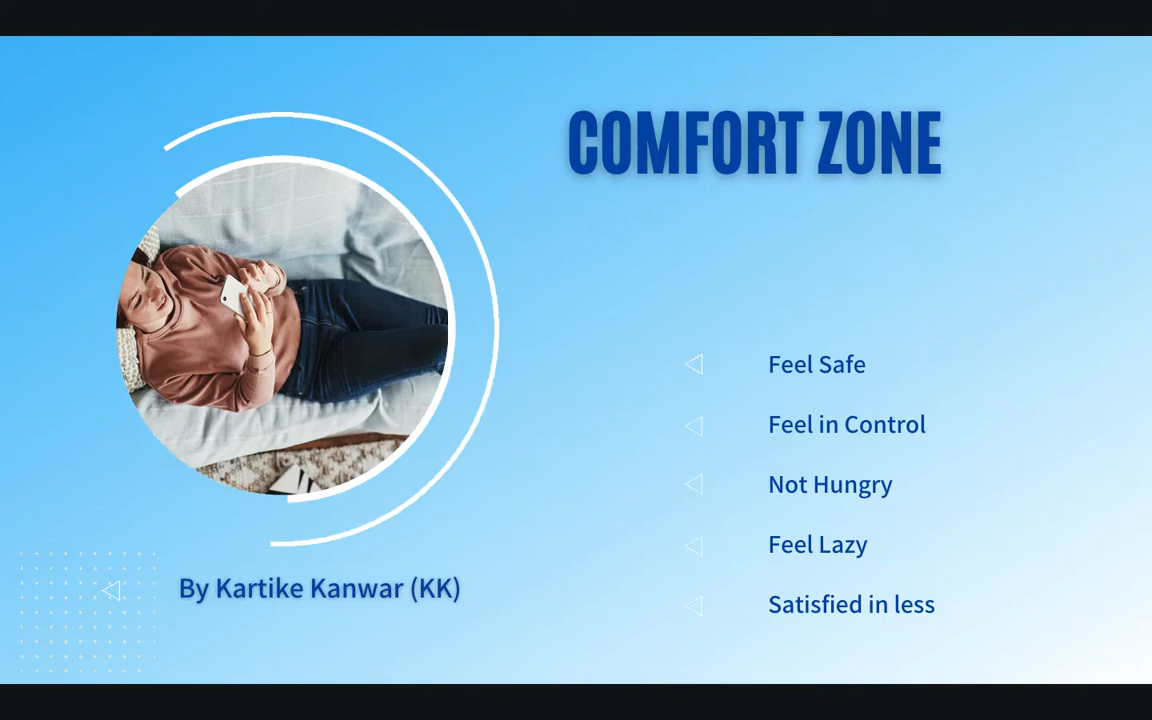 COMFORT ZONE
Feel Safe
Feel in Control
Not Hungry
Feel Lazy
Satisfied in less
By Kartike Kanwar (KK)